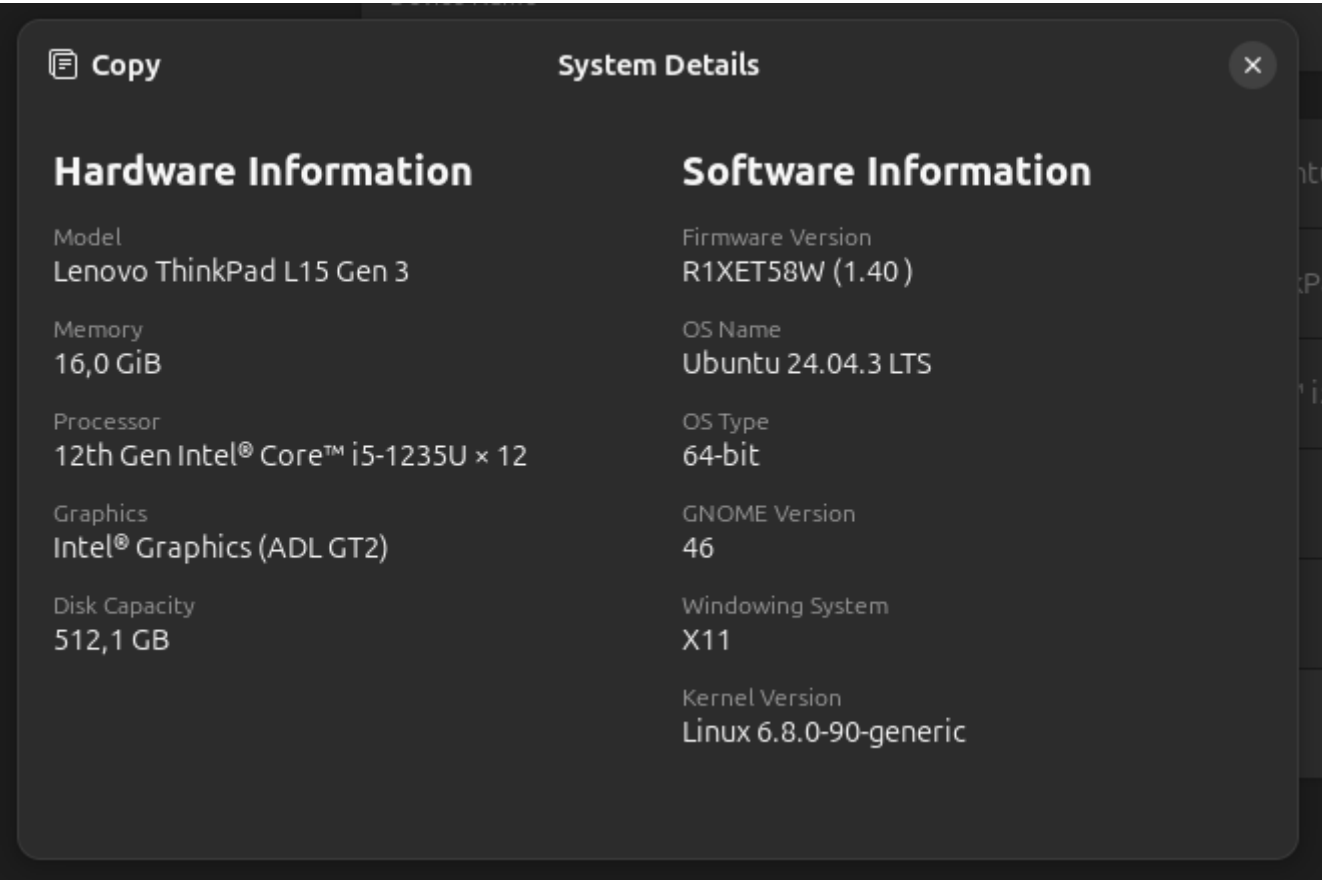 Copy
System Details
Hardware Information
Model
Lenovo ThinkPad L15 Gen 3
Memory
16,0 GiB
Processor
12th Gen Intel® Core™ i5-1235U × 12
Graphics
Intel® Graphics (ADL GT2)
Disk Capacity
512,1 GB
Software Information
Firmware Version
R1XET58W (1.40 )
OS Name
Ubuntu 24.04.3 LTS
OS Type
64-bit
GNOME Version
46
Windowing System
X11
Kernel Version
Linux 6.8.0-90-generic